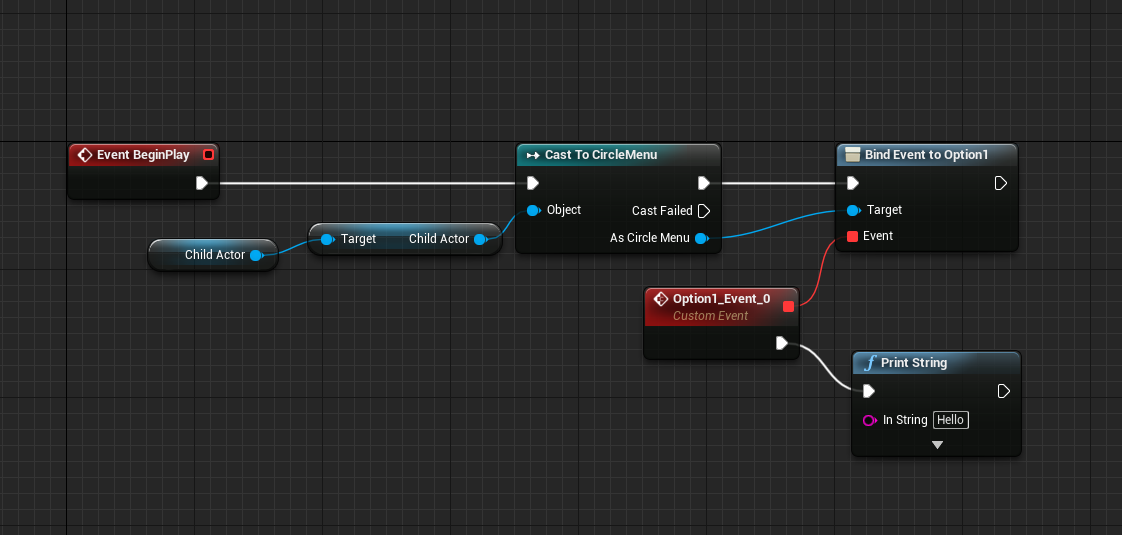 Event BeginPlay
Cast To CircleMenu
Bind Event to Option1
Object
Cast Failed
As Circle Menu
Target
Event
Child Actor
Target
Child Actor
Option1_Event_0
Custom Event
Print String
In String
Hello